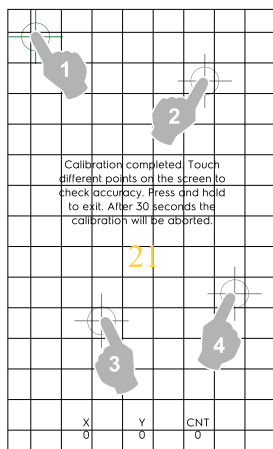 1
2
Calibration completed. Touch
different points on the screen to
check accuracy. Press and hold
to exit. After 30 seconds the
calibration will be aborted.
21
4
3
X Y CNT
0 0 0